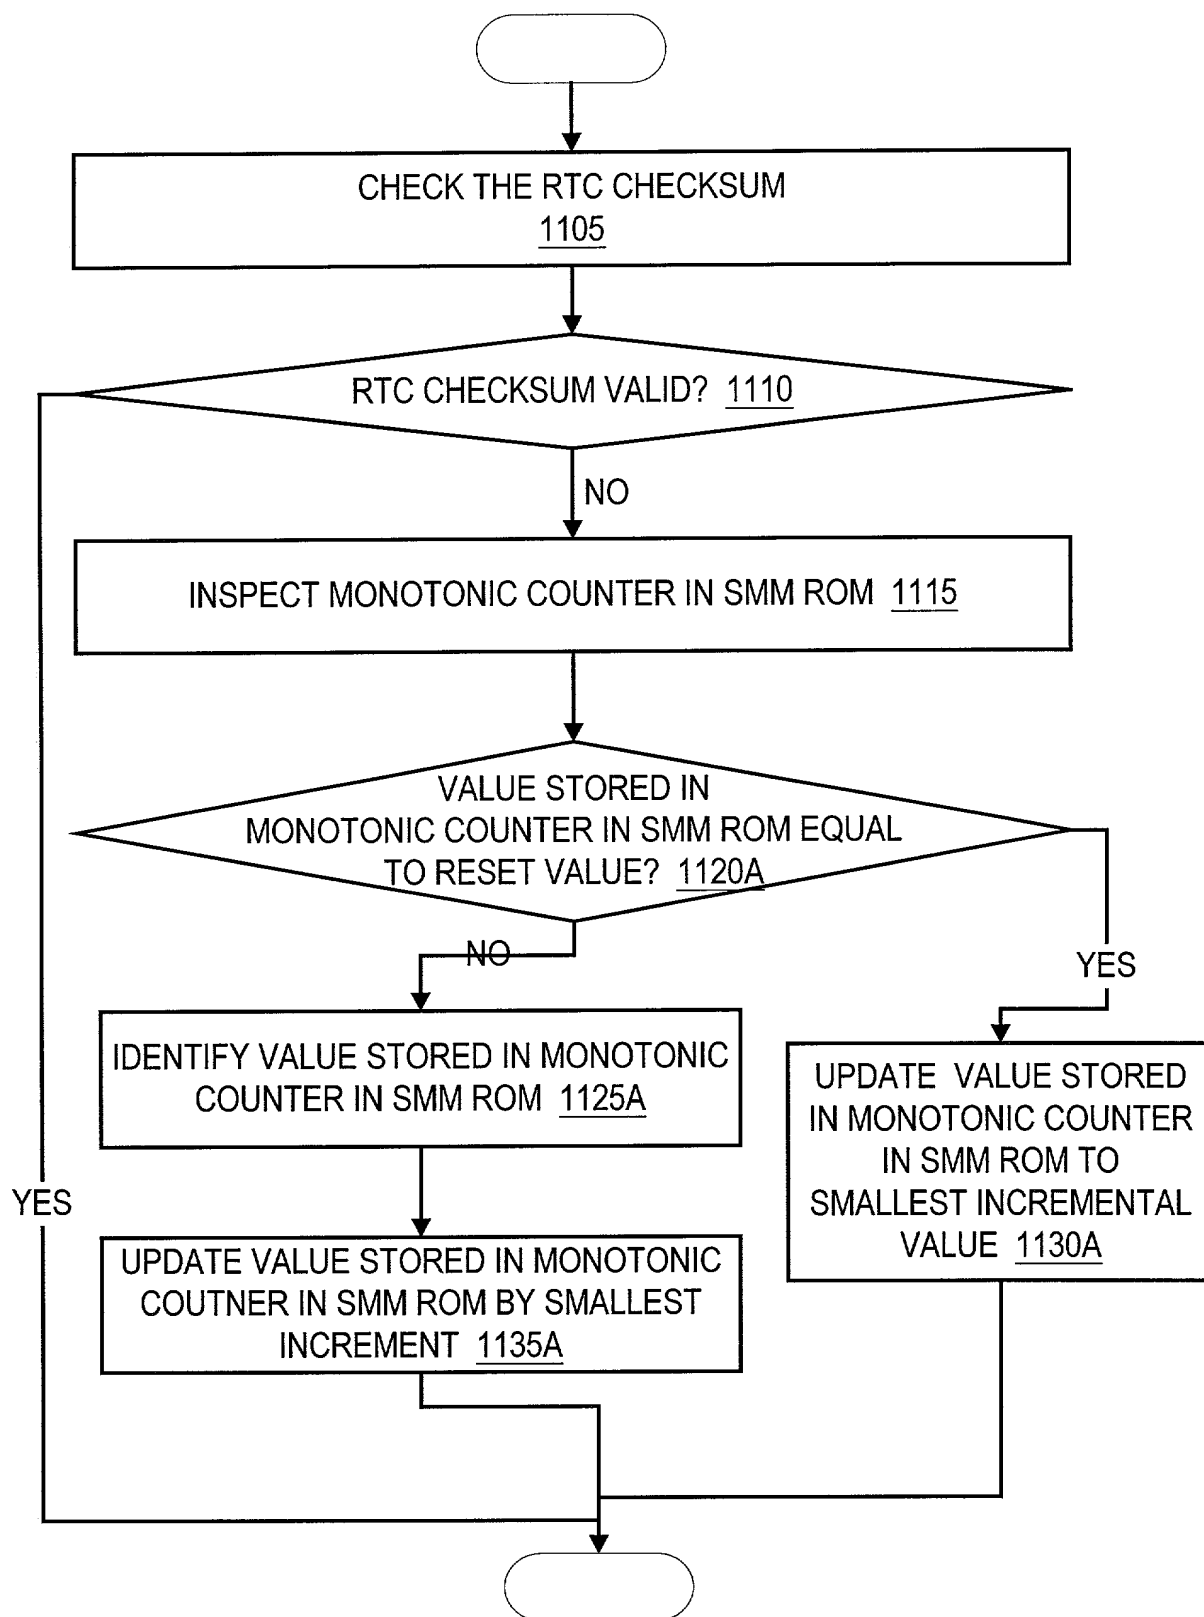 CHECK THE RTC CHECKSUM
1105
RTC CHECKSUM VALID? 1110
NO
INSPECT MONOTONIC COUNTER IN SMM ROM 1115
VALUE STORED IN
MONOTONIC COUNTER IN SMM ROM EQUAL
TO RESET VALUE? 1120A
NO
YES
IDENTIFY VALUE STORED IN MONOTONIC
COUNTER IN SMM ROM 1125A
UPDATE VALUE STORED
IN MONOTONIC COUNTER
IN SMM ROM TO
SMALLEST INCREMENTAL
VALUE 1130A
YES
UPDATE VALUE STORED IN MONOTONIC
COUTNER IN SMM ROM BY SMALLEST
INCREMENT 1135A